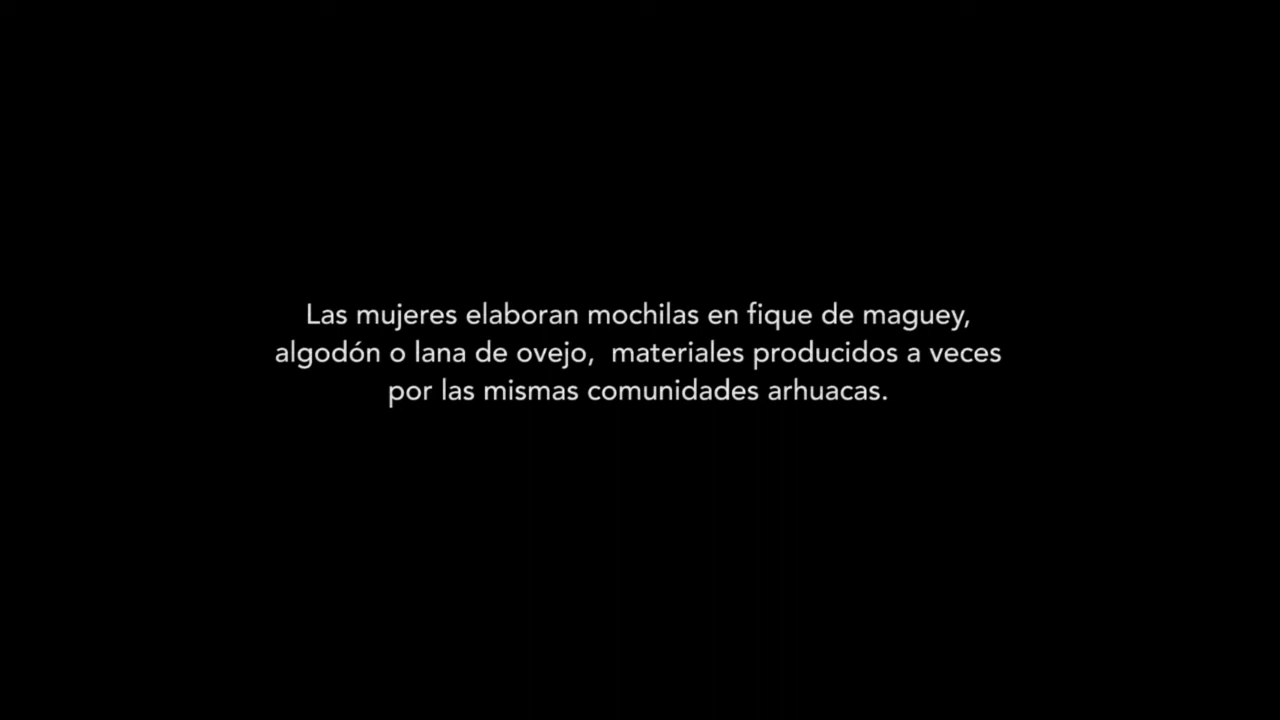 Las mujeres elaboran mochilas en fique de maguey,
algodón o lana de ovejo,  materiales producidos a veces
por las mismas comunidades arhuacas.